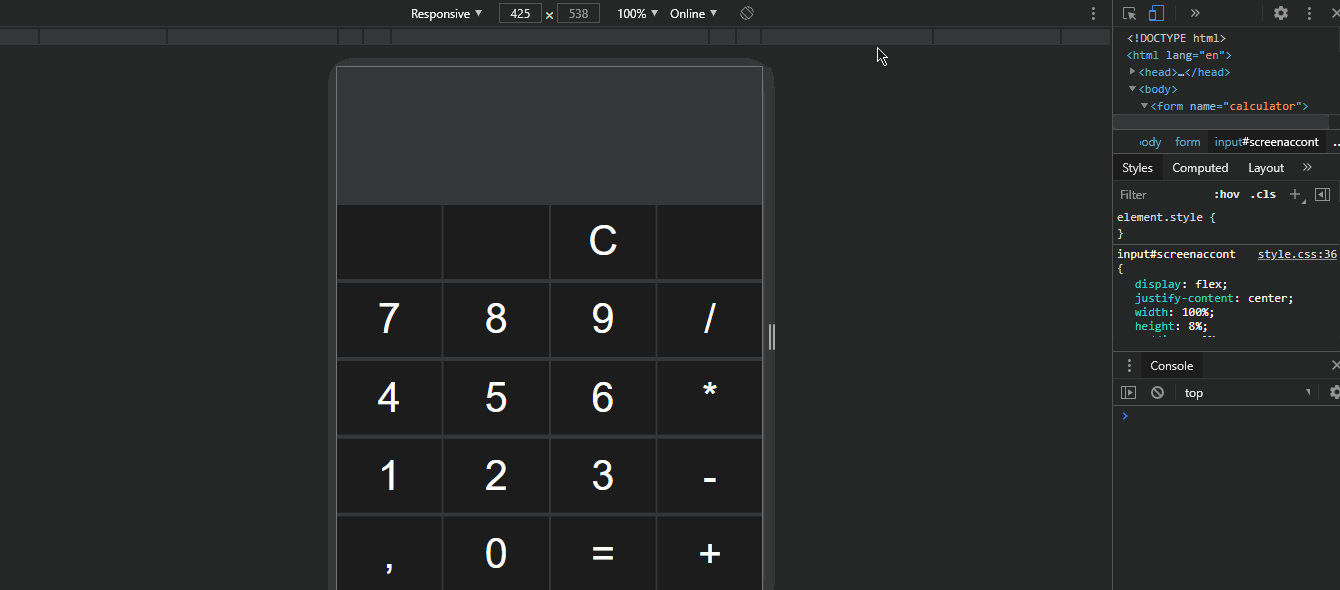 Responsive ▼ 425 × 538 100% ▼ Online ▼
<!DOCTYPE html>
<html lang="en">
▶<head>…</head>
▼<body>
▼<form name="calculator">
body form input#screenaccont …
Styles Computed Layout »
Filter :hov .cls +
element.style {
}
input#screenaccont style.css:36
{
display: flex;
justify-content: center;
width: 100%;
height: 8%;
Console
top ▼
>
C
7 8 9 /
4 5 6 *
1 2 3 -
, 0 = +